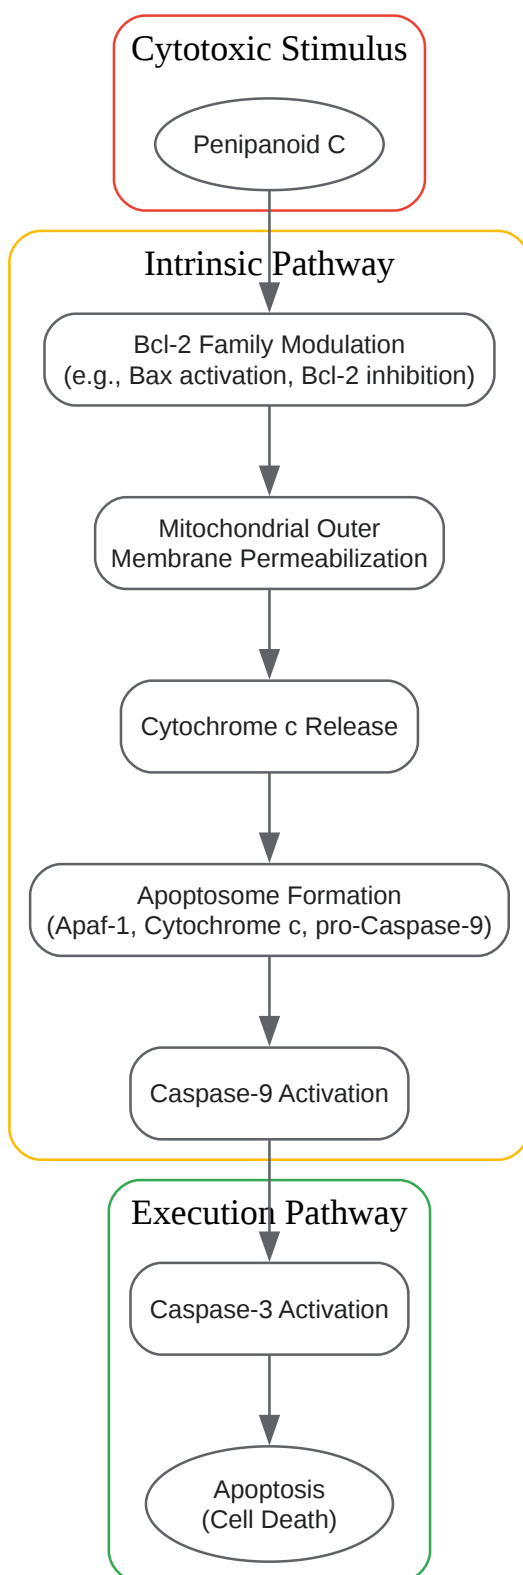 Cytotoxic Stimulus
Penipanoid C
Intrinsic Pathway
Bcl-2 Family Modulation
(e.g., Bax activation, Bcl-2 inhibition)
Mitochondrial Outer
Membrane Permeabilization
Cytochrome c Release
Apoptosome Formation
(Apaf-1, Cytochrome c, pro-Caspase-9)
Caspase-9 Activation
Execution Pathway
Caspase-3 Activation
Apoptosis
(Cell Death)